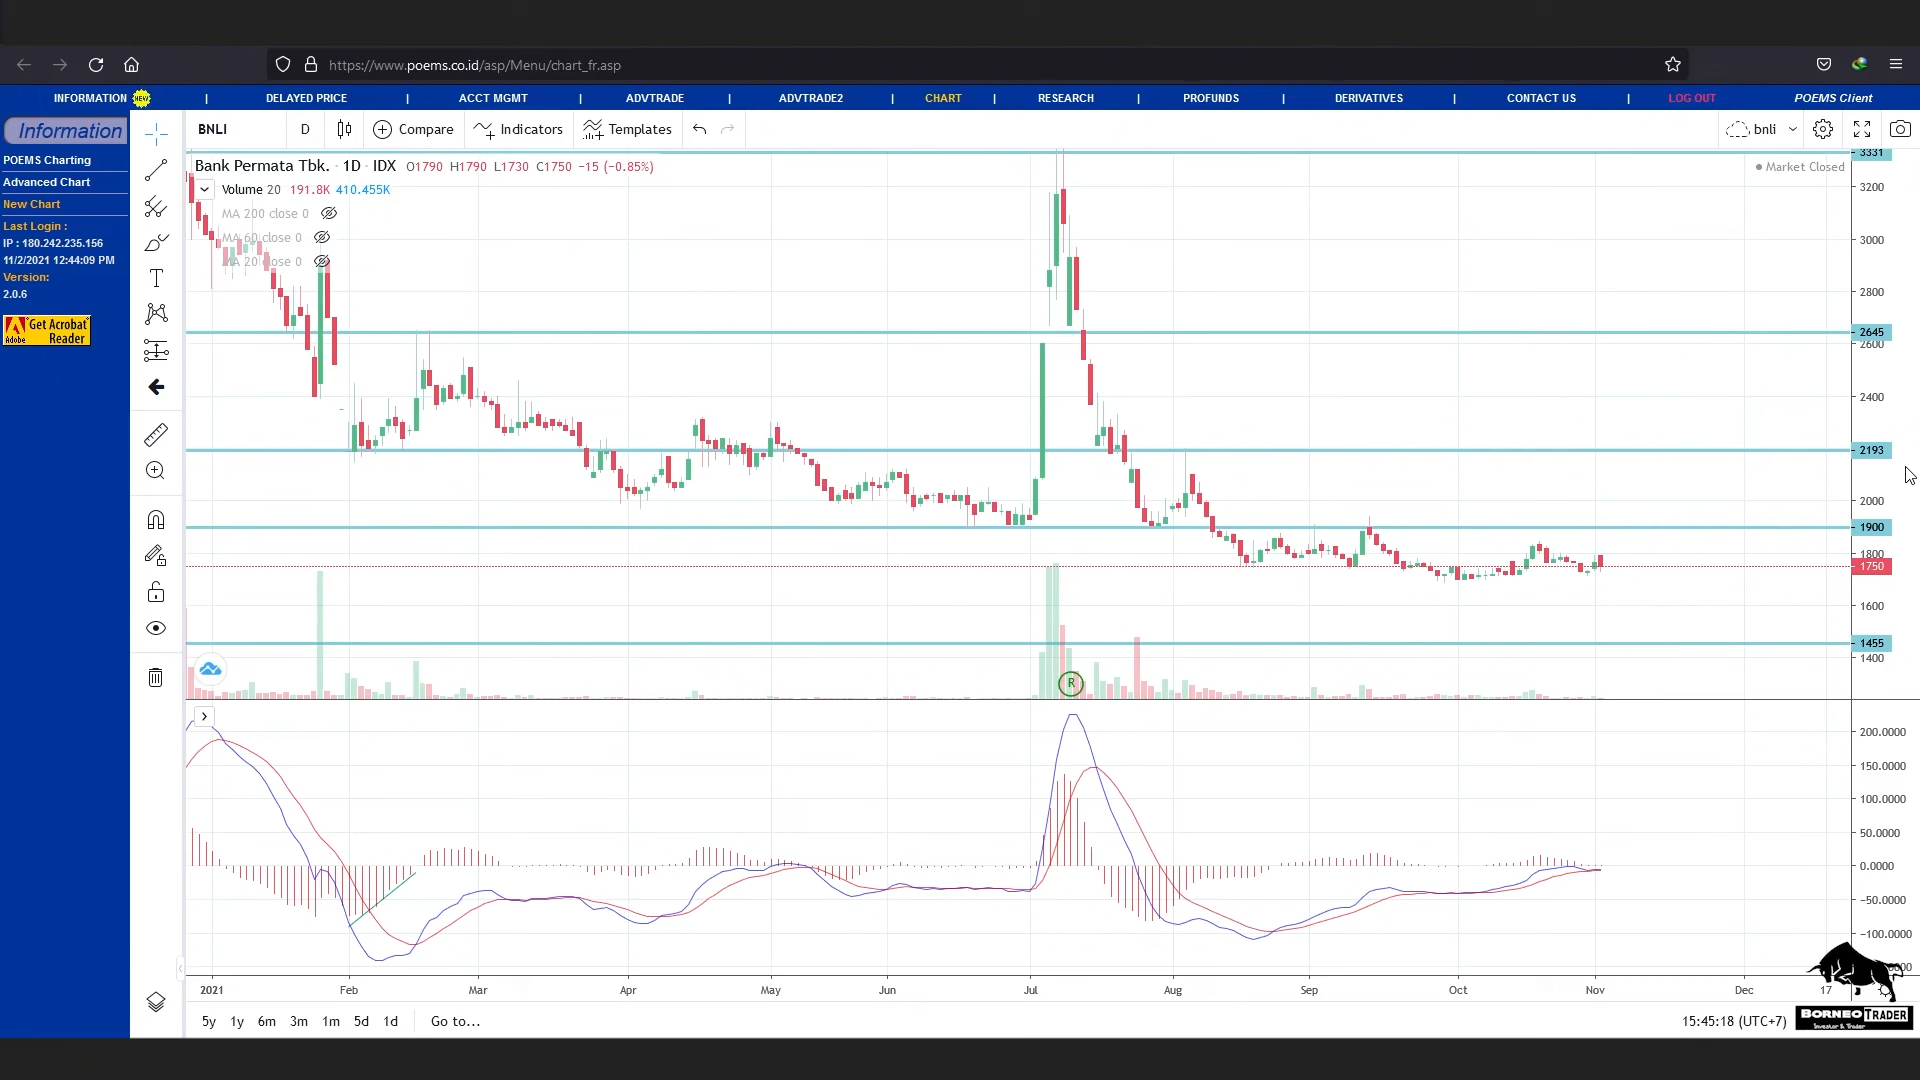 https://www.poems.co.id/asp/Menu/chart_fr.asp
INFORMATION NEW | DELAYED PRICE | ACCT MGMT | ADVTRADE | ADVTRADE2 | CHART | RESEARCH | PROFUNDS | DERIVATIVES | CONTACT US | LOG OUT POEMS Client
Information
BNLI D Compare Indicators Templates bnli
POEMS Charting
Advanced Chart
New Chart
Last Login :
IP : 180.242.235.156
11/2/2021 12:44:09 PM
Version:
2.0.6
Get Acrobat
Adobe Reader
Bank Permata Tbk. · 1D · IDX O1790 H1790 L1730 C1750 −15 (−0.85%)
Market Closed
Volume 20 191.8K 410.455K
MA 200 close 0
MA 60 close 0
MA 20 close 0
3331
3200
3000
2800
2645
2600
2400
2193
2000
1900
1800
1750
1600
1455
1400
R
200.0000
150.0000
100.0000
50.0000
0.0000
−50.0000
−100.0000
2021 Feb Mar Apr May Jun Jul Aug Sep Oct Nov Dec 17
5y 1y 6m 3m 1m 5d 1d Go to...
15:45:18 (UTC+7)
BORNEO TRADER
Investor & Trader